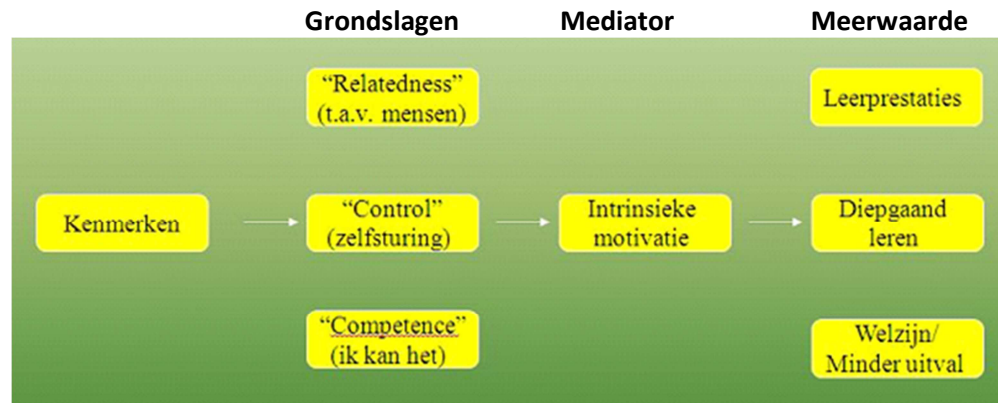 Grondslagen
Mediator
Meerwaarde
“Relatedness”
(t.a.v. mensen)
Leerprestaties
Kenmerken
“Control”
(zelfsturing)
Intrinsieke
motivatie
Diepgaand
leren
“Competence”
(ik kan het)
Welzijn/
Minder uitval